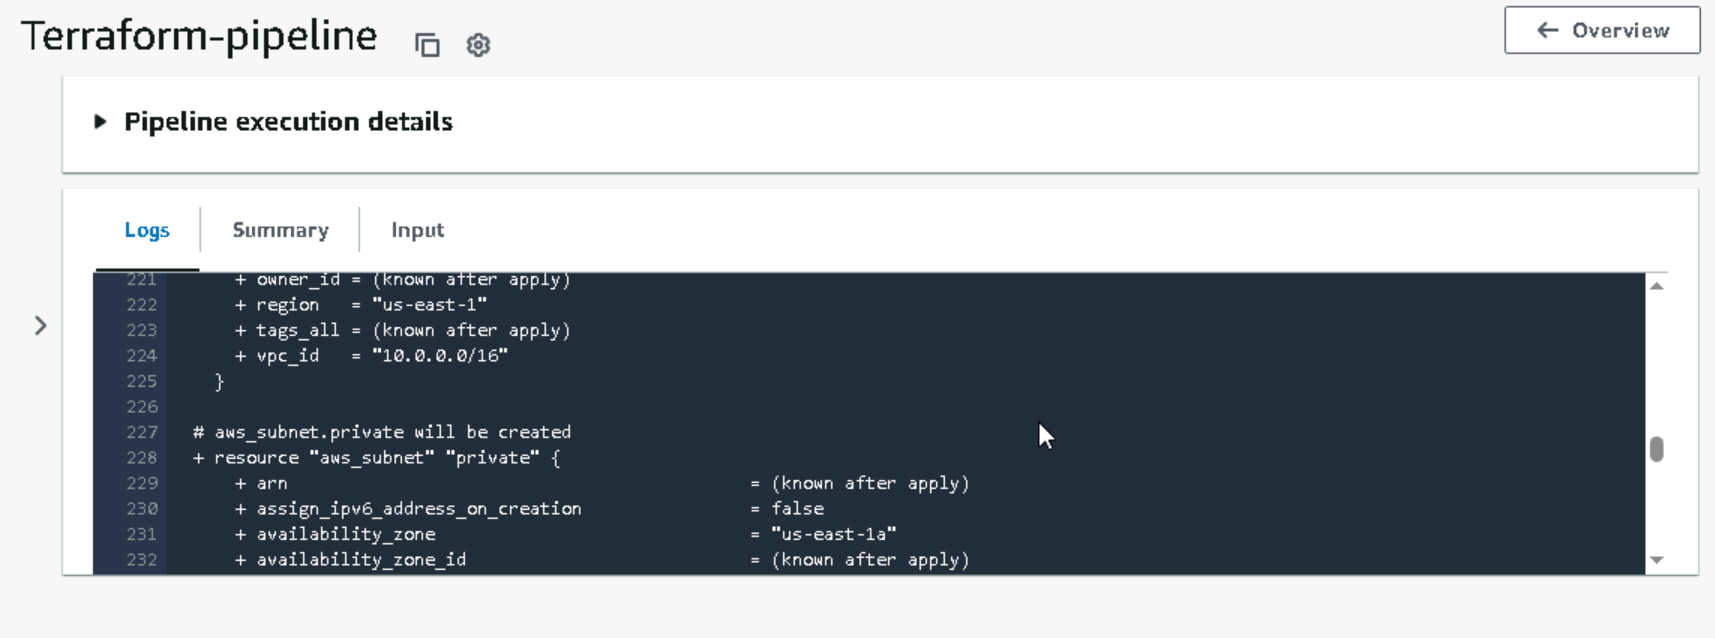 Terraform-pipeline
← Overview
▶ Pipeline execution details
Logs
Summary
Input
221 + owner_id = (known after apply)
222 + region   = "us-east-1"
223 + tags_all = (known after apply)
224 + vpc_id   = "10.0.0.0/16"
225 }
226
227 # aws_subnet.private will be created
228 + resource "aws_subnet" "private" {
229 + arn = (known after apply)
230 + assign_ipv6_address_on_creation = false
231 + availability_zone = "us-east-1a"
232 + availability_zone_id = (known after apply)